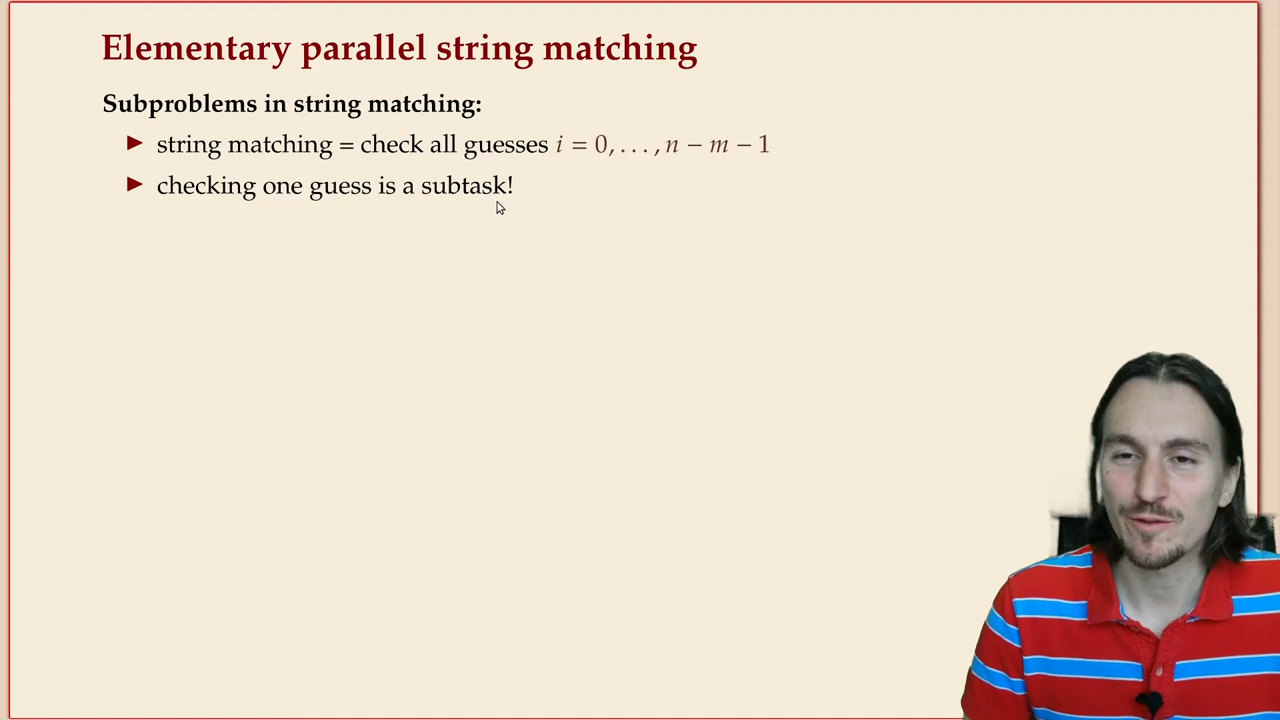 Elementary parallel string matching
Subproblems in string matching:
▶ string matching = check all guesses i = 0, . . . , n − m − 1
▶ checking one guess is a subtask!